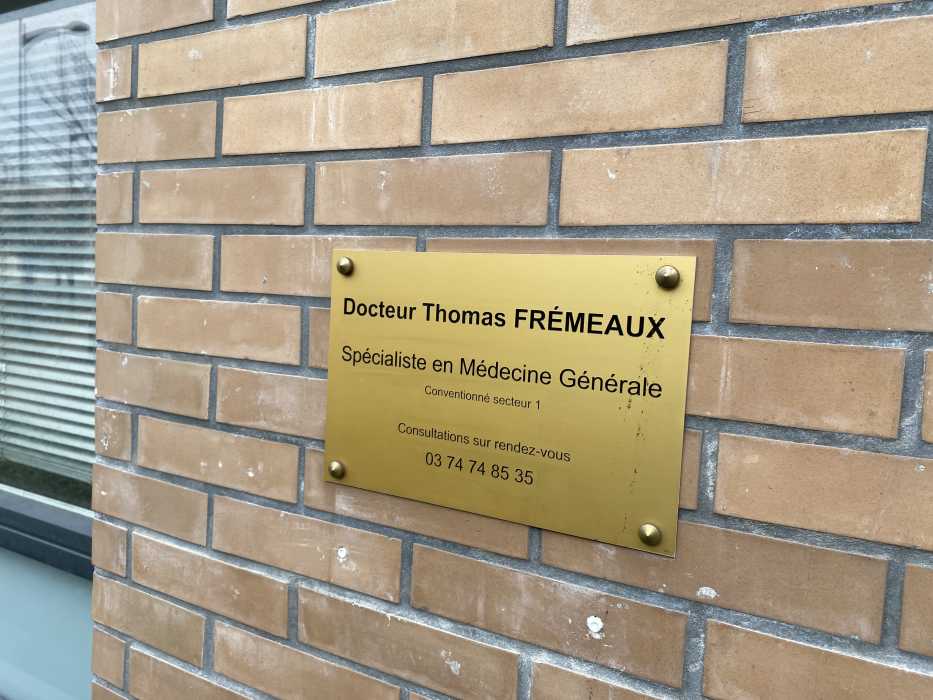 Docteur Thomas FRÉMEAUX
Spécialiste en Médecine Générale
Conventionné secteur 1
Consultations sur rendez-vous
03 74 74 85 35